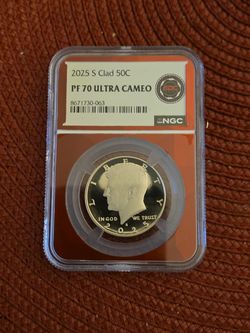 2025 S Clad 50C
PF 70 ULTRA CAMEO
8671730-063
NGC
LIBERTY
IN GOD WE TRUST
S
2025